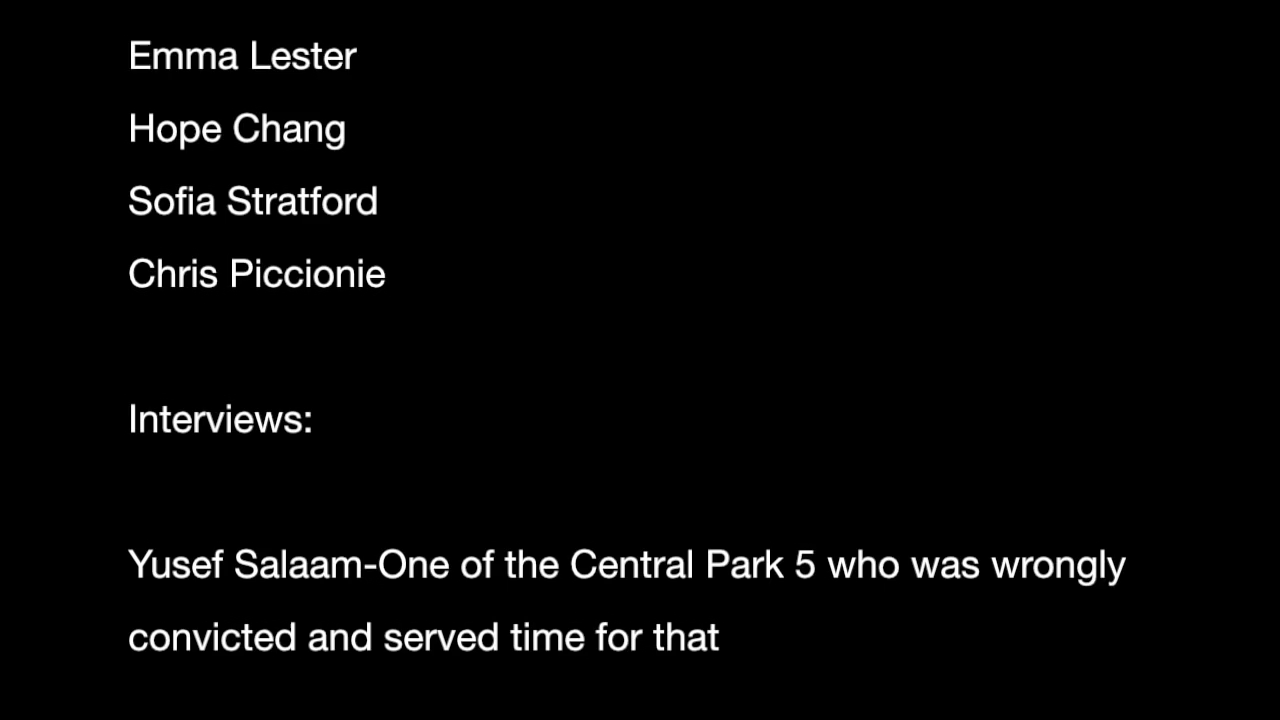 Emma Lester
Hope Chang
Sofia Stratford
Chris Piccionie
Interviews:
Yusef Salaam-One of the Central Park 5 who was wrongly
convicted and served time for that